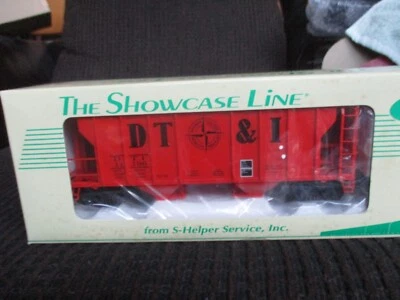 THE SHOWCASE LINE®
DT & I
from S-Helper Service, Inc.